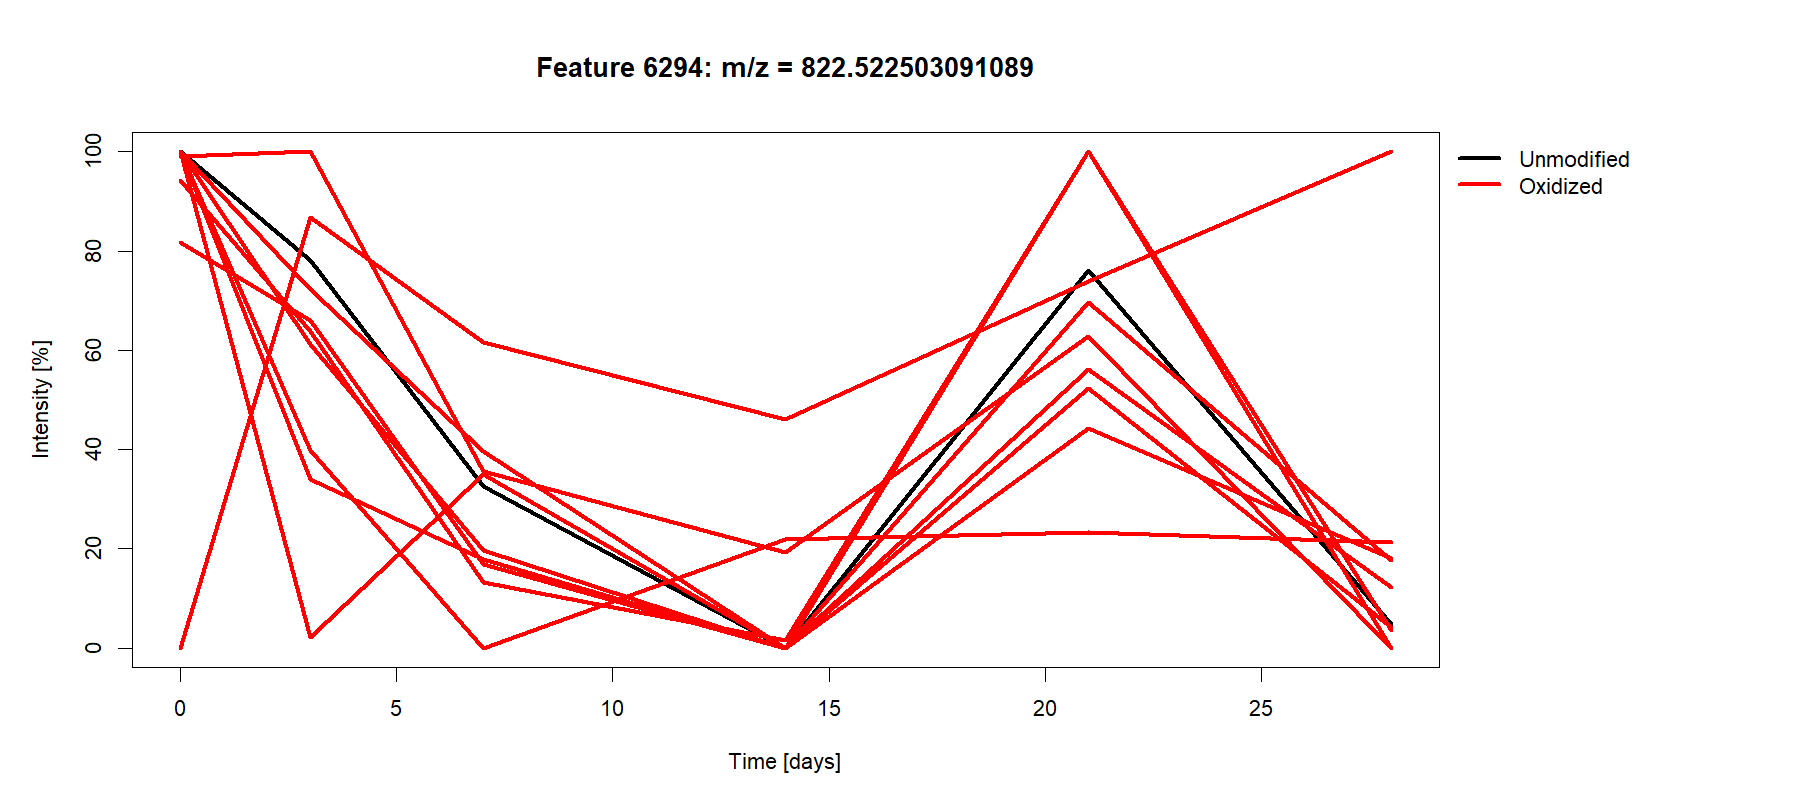 Feature 6294: m/z = 822.522503091089
Unmodified
Oxidized
Intensity [%]
100
80
60
40
20
0
0 5 10 15 20 25
Time [days]